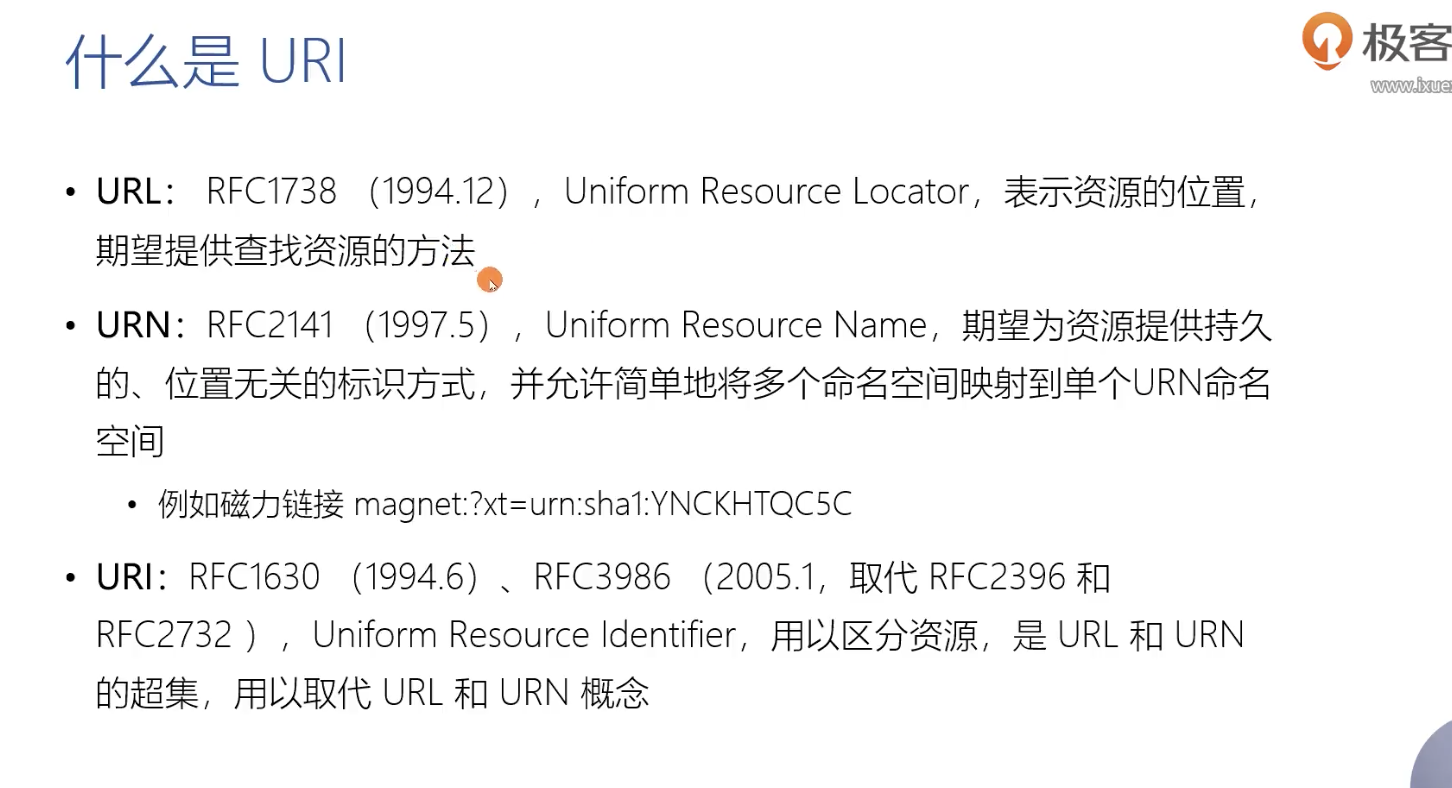 什么是 URI
极客
www.ixue
• URL： RFC1738 （1994.12），Uniform Resource Locator，表示资源的位置，
期望提供查找资源的方法
• URN：RFC2141 （1997.5），Uniform Resource Name，期望为资源提供持久
的、位置无关的标识方式，并允许简单地将多个命名空间映射到单个URN命名
空间
• 例如磁力链接 magnet:?xt=urn:sha1:YNCKHTQC5C
• URI：RFC1630 （1994.6）、RFC3986 （2005.1，取代 RFC2396 和
RFC2732 ），Uniform Resource Identifier，用以区分资源，是 URL 和 URN
的超集，用以取代 URL 和 URN 概念